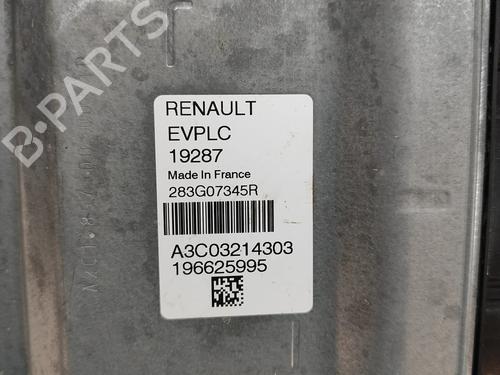 B-PARTS
RENAULT
EVPLC
19287
Made In France
283G07345R
A3C03214303
196625995